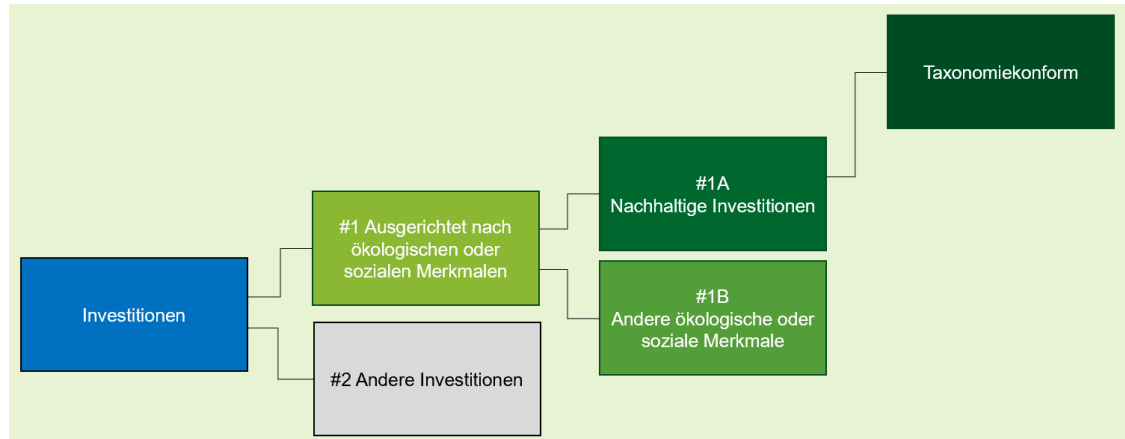 Taxonomiekonform
#1A
Nachhaltige Investitionen
#1 Ausgerichtet nach
ökologischen oder
sozialen Merkmalen
Investitionen
#1B
Andere ökologische oder
soziale Merkmale
#2 Andere Investitionen